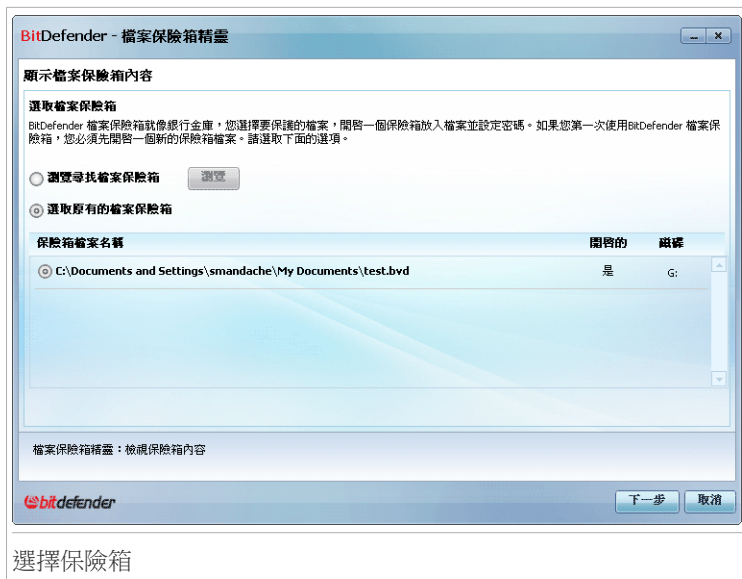 BitDefender - 檔案保險箱精靈
顯示檔案保險箱內容
選取檔案保險箱
BitDefender 檔案保險箱就像銀行金庫，您選擇要保護的檔案，開啓一個保險箱放入檔案並設定密碼。如果您第一次使用BitDefender 檔案保
險箱，您必須先開啓一個新的保險箱檔案。請選取下面的選項。
瀏覽尋找檔案保險箱 瀏覽
選取原有的檔案保險箱
保險箱檔案名稱 開啓的 磁碟
C:\Documents and Settings\smandache\My Documents\test.bvd 是 G:
檔案保險箱精靈：檢視保險箱內容
bitdefender 下一步 取消
選擇保險箱